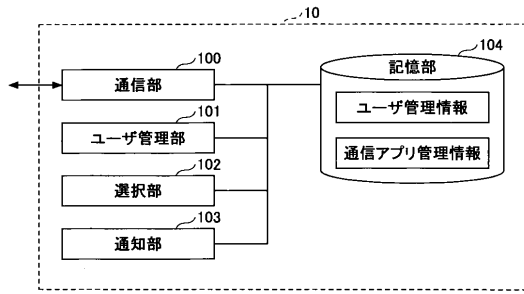 10
100
通信部
101
ユーザ管理部
102
選択部
103
通知部
104
記憶部
ユーザ管理情報
通信アプリ管理情報